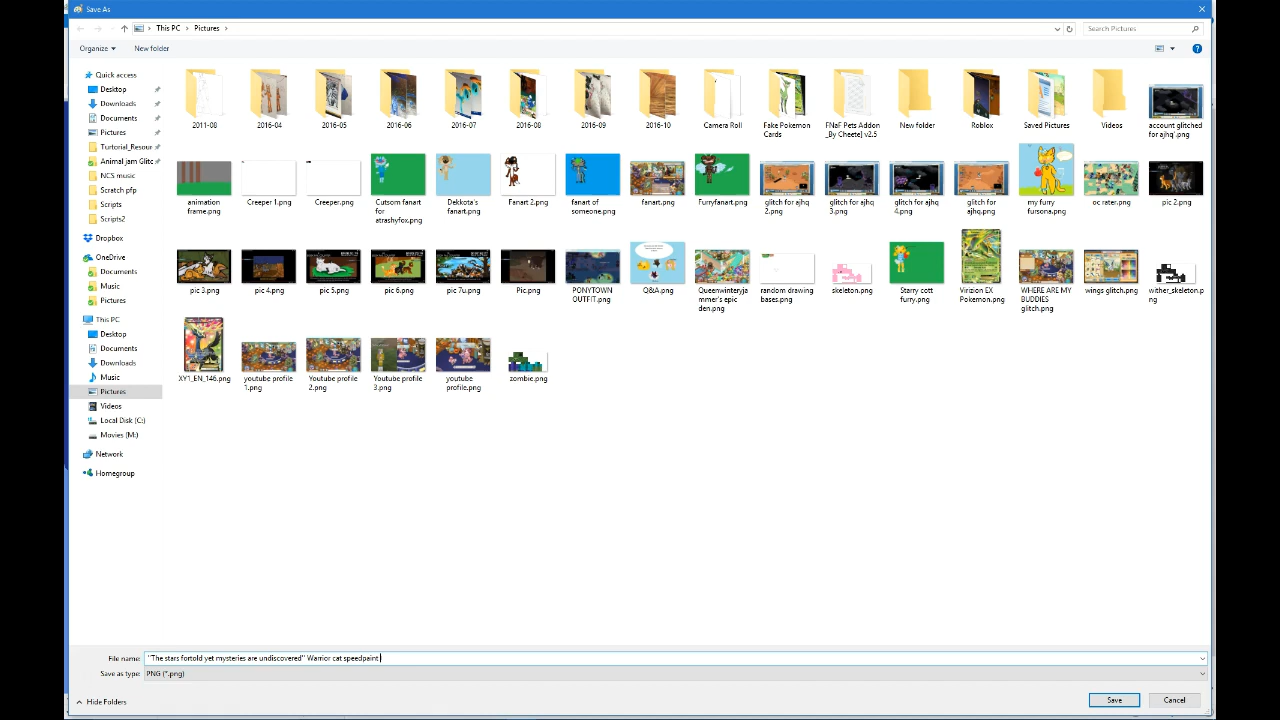 Save As
This PC
Pictures
Search Pictures
Organize
New folder
Quick access
Desktop
Downloads
Documents
Pictures
Turtorial_Resour
Animal jam Glitc
NCS music
Scratch pfp
Scripts
Scripts2
Dropbox
OneDrive
Documents
Music
Pictures
This PC
Desktop
Documents
Downloads
Music
Pictures
Videos
Local Disk (C:)
Movies (M:)
Network
Homegroup
2011-08
2016-04
2016-05
2016-06
2016-07
2016-08
2016-09
2016-10
Camera Roll
Fake Pokemon
Cards
FNaF Pets Addon
_By Cheete] v2.5
New folder
Roblox
Saved Pictures
Videos
account glitched
for ajhq'.png
animation
frame.png
Creeper 1.png
Creeper.png
Cutsom fanart
for
atrashyfox.png
Dekkota's
fanart.png
Fanart 2.png
fanart of
someone.png
fanart.png
Furryfanart.png
glitch for ajhq
2.png
glitch for ajhq
3.png
glitch for ajhq
4.png
glitch for
ajhq.png
my furry
fursona.png
oc rater.png
pic 2.png
pic 3.png
pic 4.png
pic 5.png
pic 6.png
pic 7u.png
Pic.png
PONYTOWN
OUTFIT.png
Q&A.png
Queenwinteryja
mmer's epic
den.png
random drawing
bases.png
skeleton.png
Starry cott
furry.png
Virizion EX
Pokemon.png
WHERE ARE MY
BUDDIES
glitch.png
wings glitch.png
wither_skeleton.p
ng
XY1_EN_146.png
youtube profile
1.png
Youtube profile
2.png
Youtube profile
3.png
youtube
profile.png
zombie.png
File name: "The stars fortold yet mysteries are undiscovered" Warrior cat speedpaint
Save as type: PNG (*.png)
Hide Folders
Save
Cancel